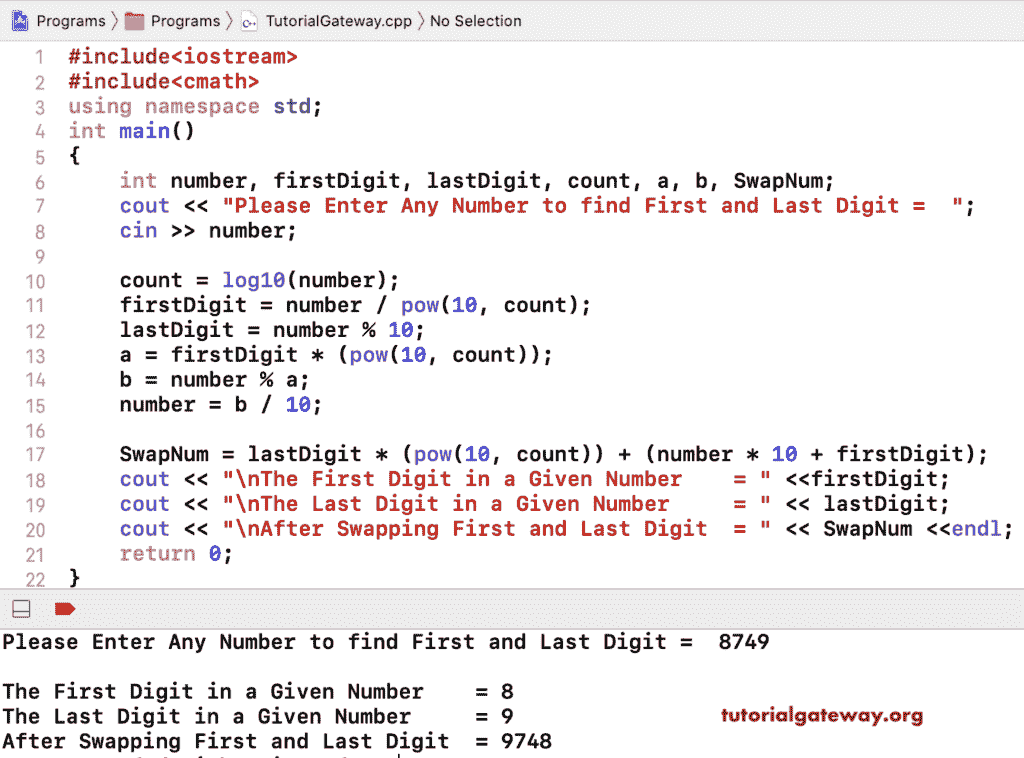 Programs 〉 Programs 〉 TutorialGateway.cpp 〉 No Selection
1 #include<iostream>
2 #include<cmath>
3 using namespace std;
4 int main()
5 {
6 int number, firstDigit, lastDigit, count, a, b, SwapNum;
7 cout << "Please Enter Any Number to find First and Last Digit =  ";
8 cin >> number;
9
10 count = log10(number);
11 firstDigit = number / pow(10, count);
12 lastDigit = number % 10;
13 a = firstDigit * (pow(10, count));
14 b = number % a;
15 number = b / 10;
16
17 SwapNum = lastDigit * (pow(10, count)) + (number * 10 + firstDigit);
18 cout << "\nThe First Digit in a Given Number    = " <<firstDigit;
19 cout << "\nThe Last Digit in a Given Number     = " << lastDigit;
20 cout << "\nAfter Swapping First and Last Digit  = " << SwapNum <<endl;
21 return 0;
22 }
Please Enter Any Number to find First and Last Digit =  8749
The First Digit in a Given Number    = 8
The Last Digit in a Given Number     = 9
tutorialgateway.org
After Swapping First and Last Digit  = 9748